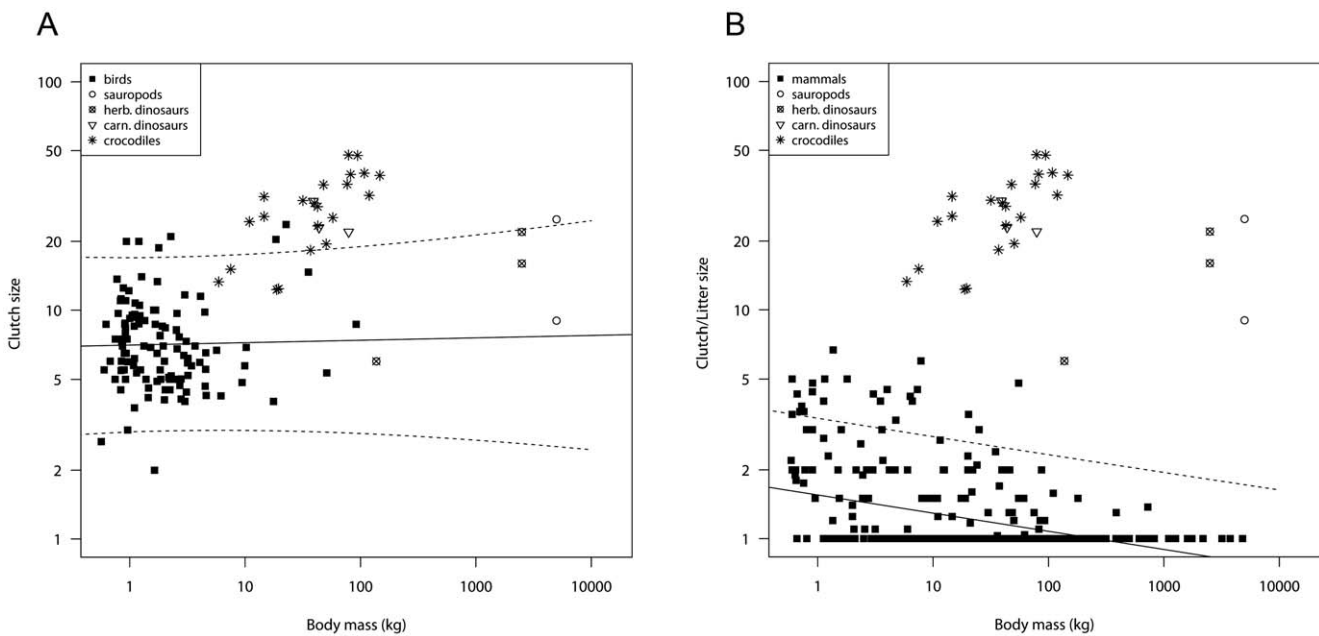 A
birds
sauropods
herb. dinosaurs
carn. dinosaurs
crocodiles
100
50
20
10
5
2
1
Clutch size
1
10
100
1000
10000
Body mass (kg)
B
mammals
sauropods
herb. dinosaurs
carn. dinosaurs
crocodiles
100
50
20
10
5
2
1
Clutch/Litter size
1
10
100
1000
10000
Body mass (kg)